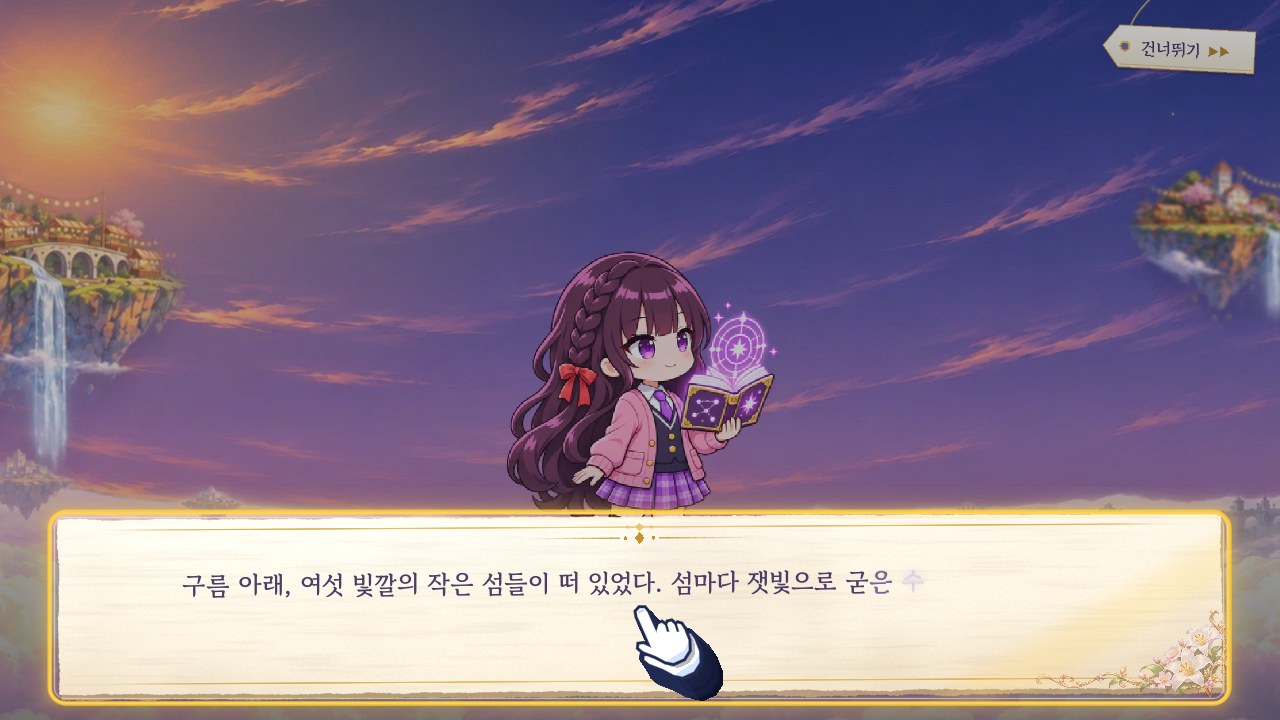 건너뛰기
구름 아래, 여섯 빛깔의 작은 섬들이 떠 있었다. 섬마다 잿빛으로 굳은 수